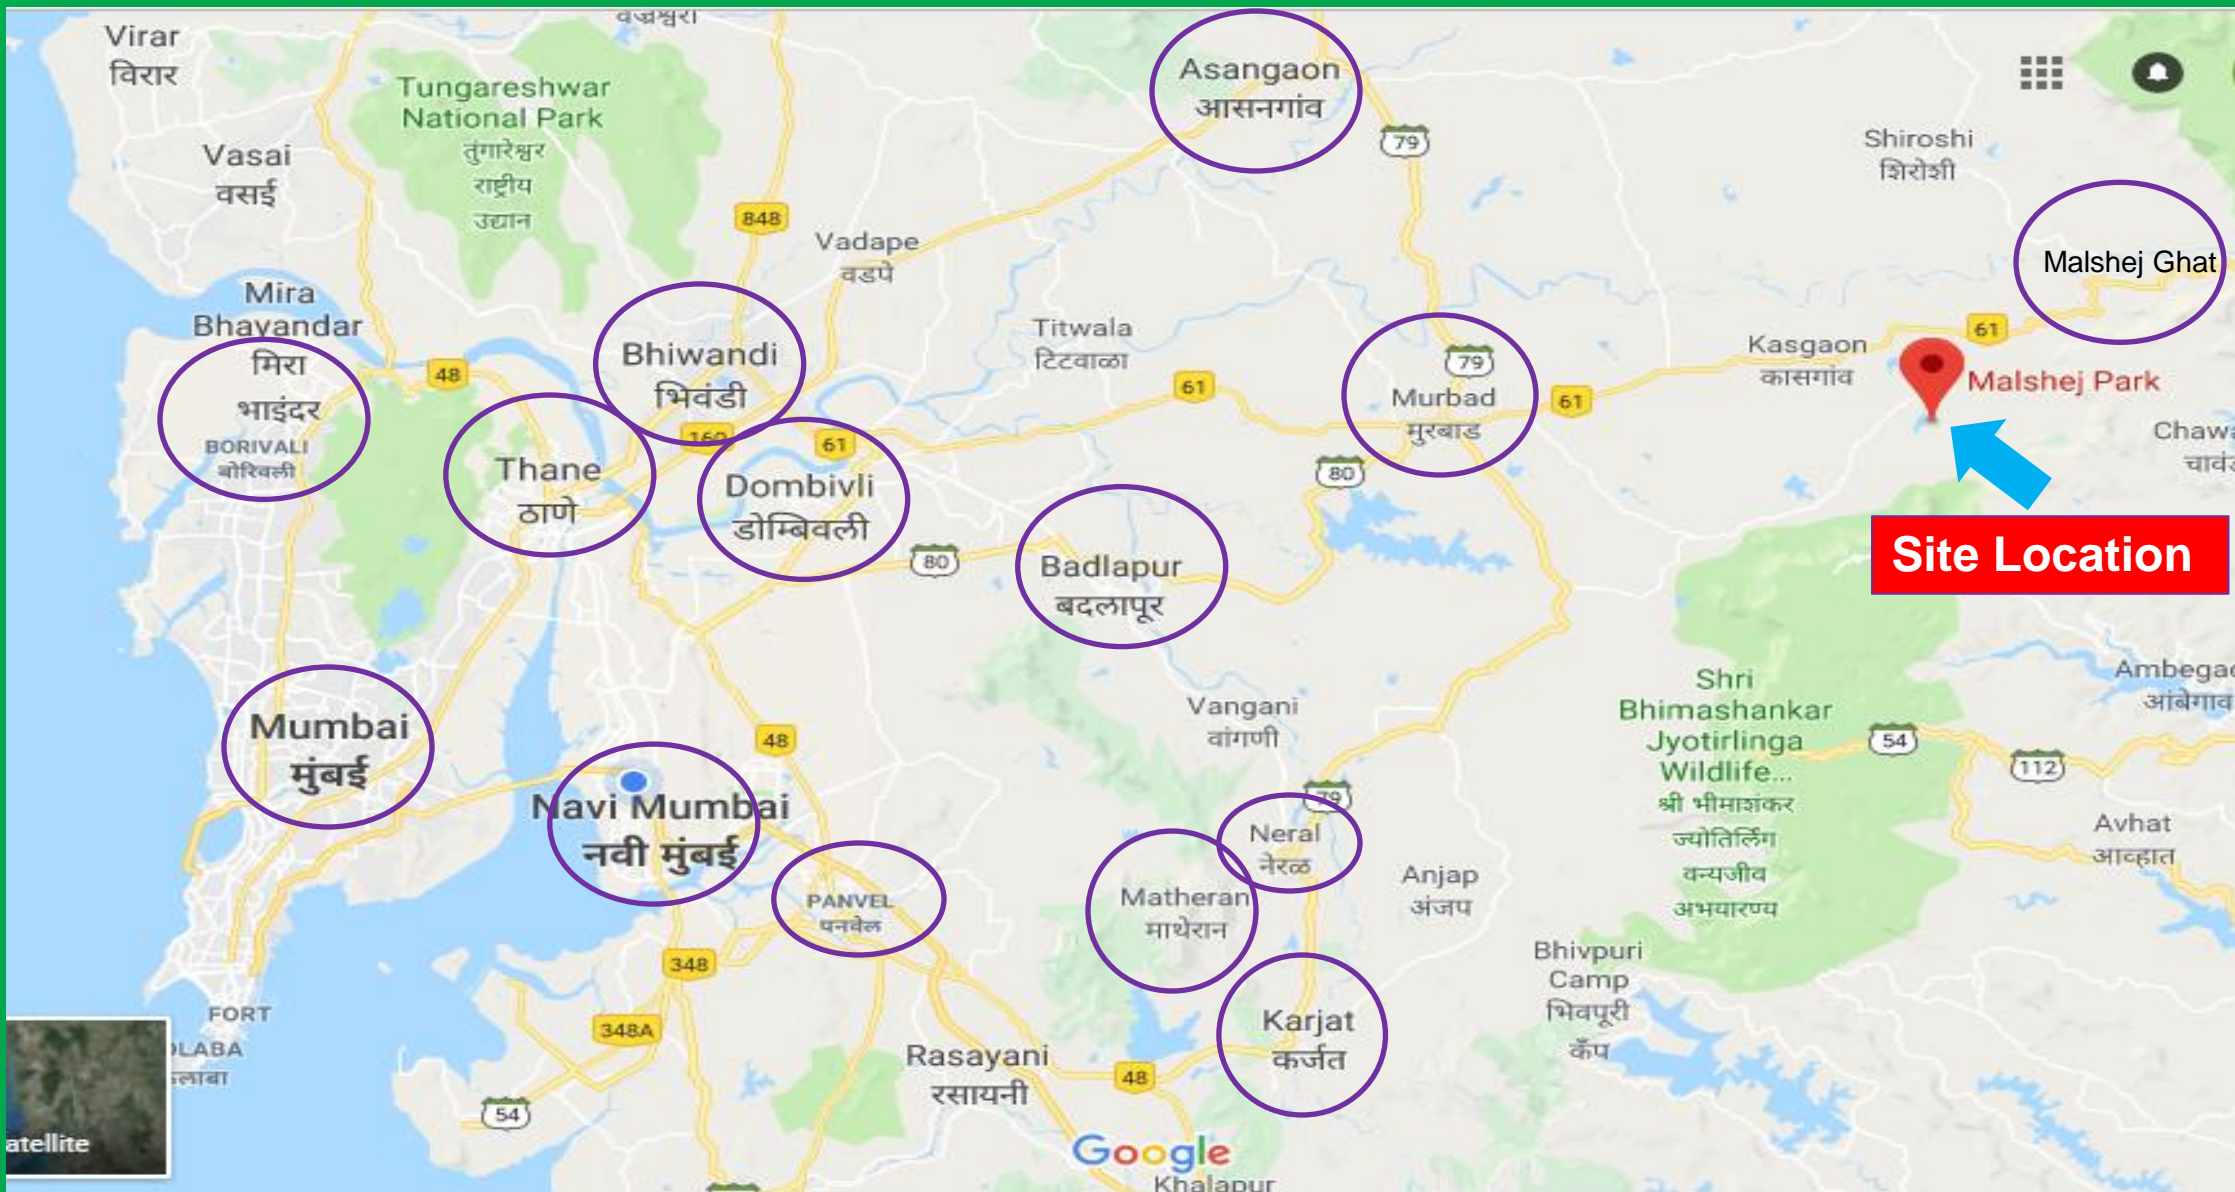 वज्रेश्वरी
Virar
विरार
Tungareshwar
National Park
तुंगारेश्वर
राष्ट्रीय
उद्यान
Asangaon
आसनगांव
79
Shiroshi
शिरोशी
Vasai
वसई
848
Vadape
वडपे
Malshej Ghat
Mira
Bhayandar
मिरा
भाइंदर
BORIVALI
बोरिवली
48
Bhiwandi
भिवंडी
160
Titwala
टिटवाळा
61
79
Murbad
मुरबाड
61
Kasgaon
कासगांव
61
Malshej Park
Thane
ठाणे
61
Dombivli
डोम्बिवली
80
80
Badlapur
बदलापूर
Site Location
Mumbai
मुंबई
48
Navi Mumbai
नवी मुंबई
Vangani
वांगणी
Shri
Bhimashankar
Jyotirlinga
Wildlife...
श्री भीमाशंकर
ज्योतिर्लिंग
वन्यजीव
अभयारण्य
54
112
Avhat
आव्हात
79
Neral
नेरळ
PANVEL
पनवेल
Matheran
माथेरान
Anjap
अंजप
348
348A
Bhivpuri
Camp
भिवपूरी
कँप
FORT
Karjat
कर्जत
Rasayani
रसायनी
48
54
atellite
Google
Khalapur